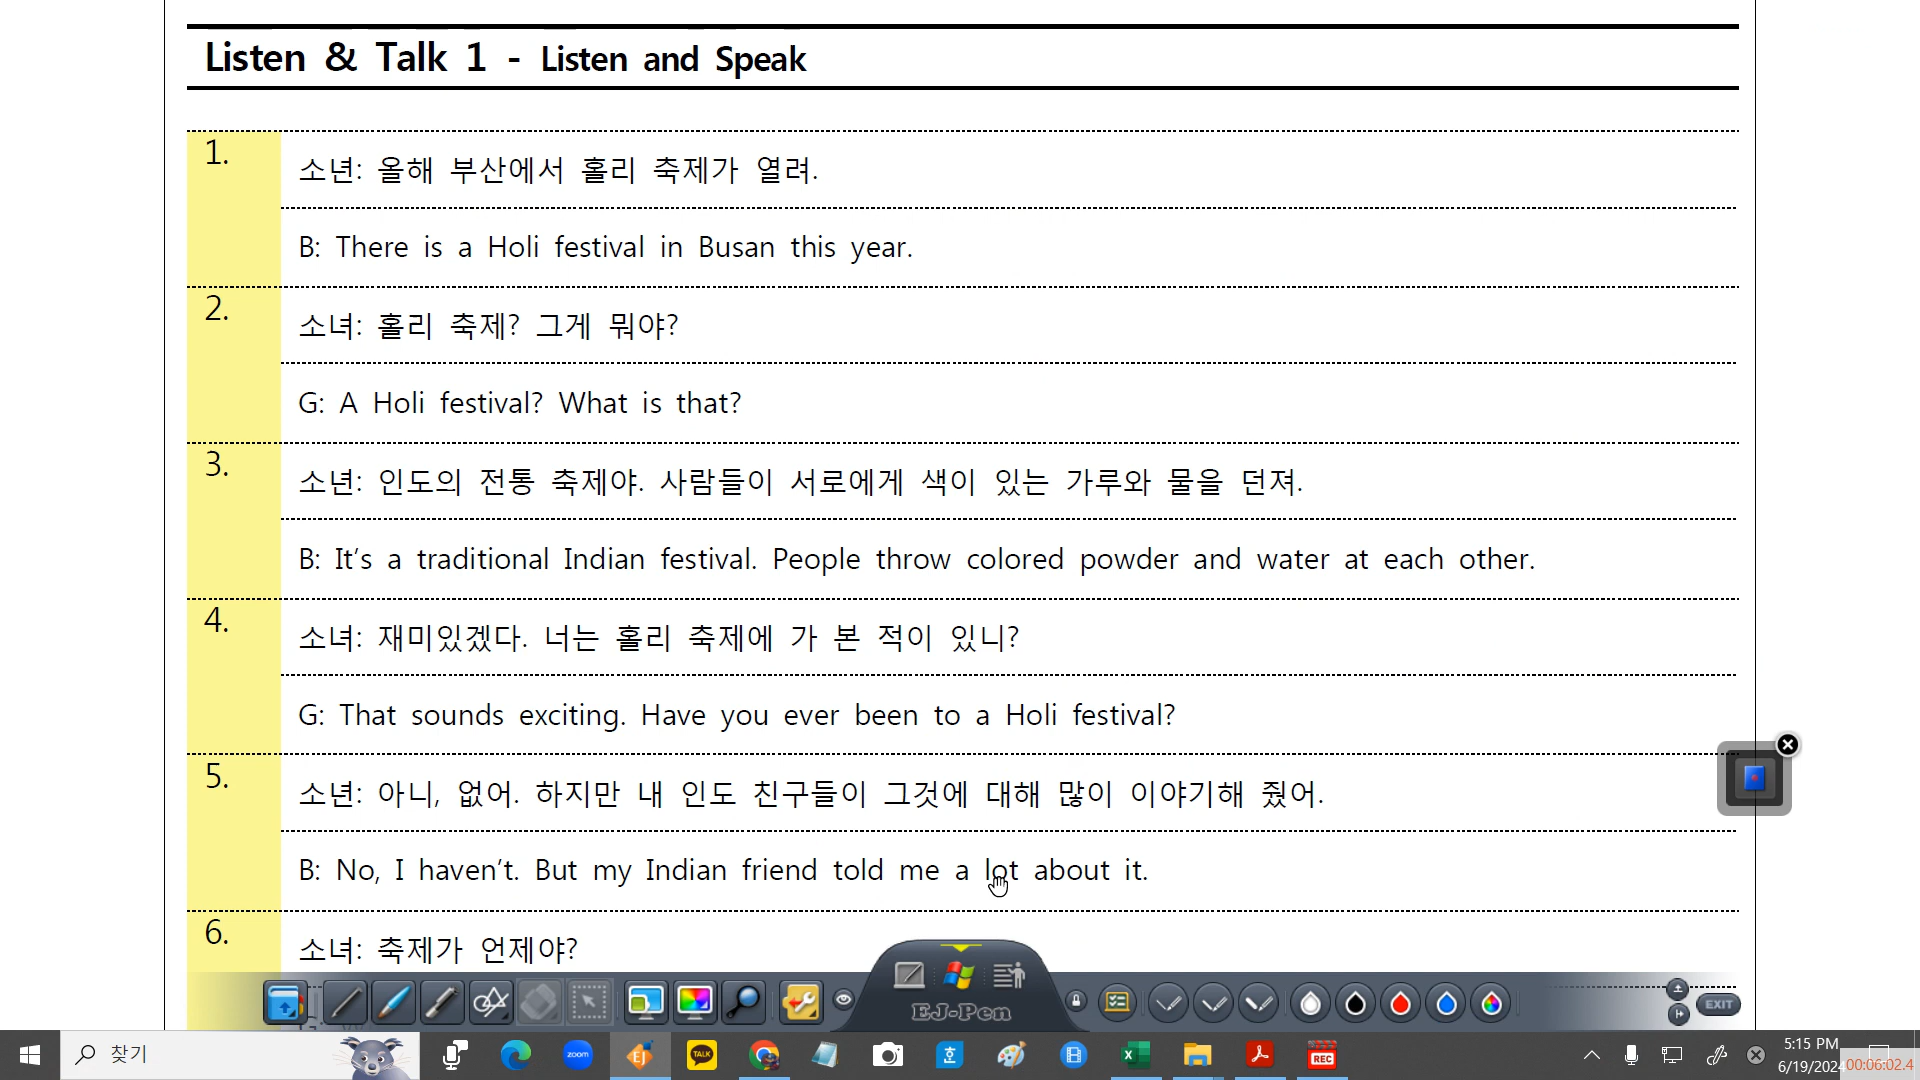 Listen & Talk 1 - Listen and Speak
1.
소년: 올해 부산에서 홀리 축제가 열려.
B: There is a Holi festival in Busan this year.
2.
소녀: 홀리 축제? 그게 뭐야?
G: A Holi festival? What is that?
3.
소년: 인도의 전통 축제야. 사람들이 서로에게 색이 있는 가루와 물을 던져.
B: It's a traditional Indian festival. People throw colored powder and water at each other.
4.
소녀: 재미있겠다. 너는 홀리 축제에 가 본 적이 있니?
G: That sounds exciting. Have you ever been to a Holi festival?
5.
소년: 아니, 없어. 하지만 내 인도 친구들이 그것에 대해 많이 이야기해 줬어.
B: No, I haven't. But my Indian friend told me a lot about it.
6.
소녀: 축제가 언제야?
EJ-Pen
EXIT
찾기
zoom
EJ
TALK
REC
5:15 PM
6/19/2024
00:06:02.4